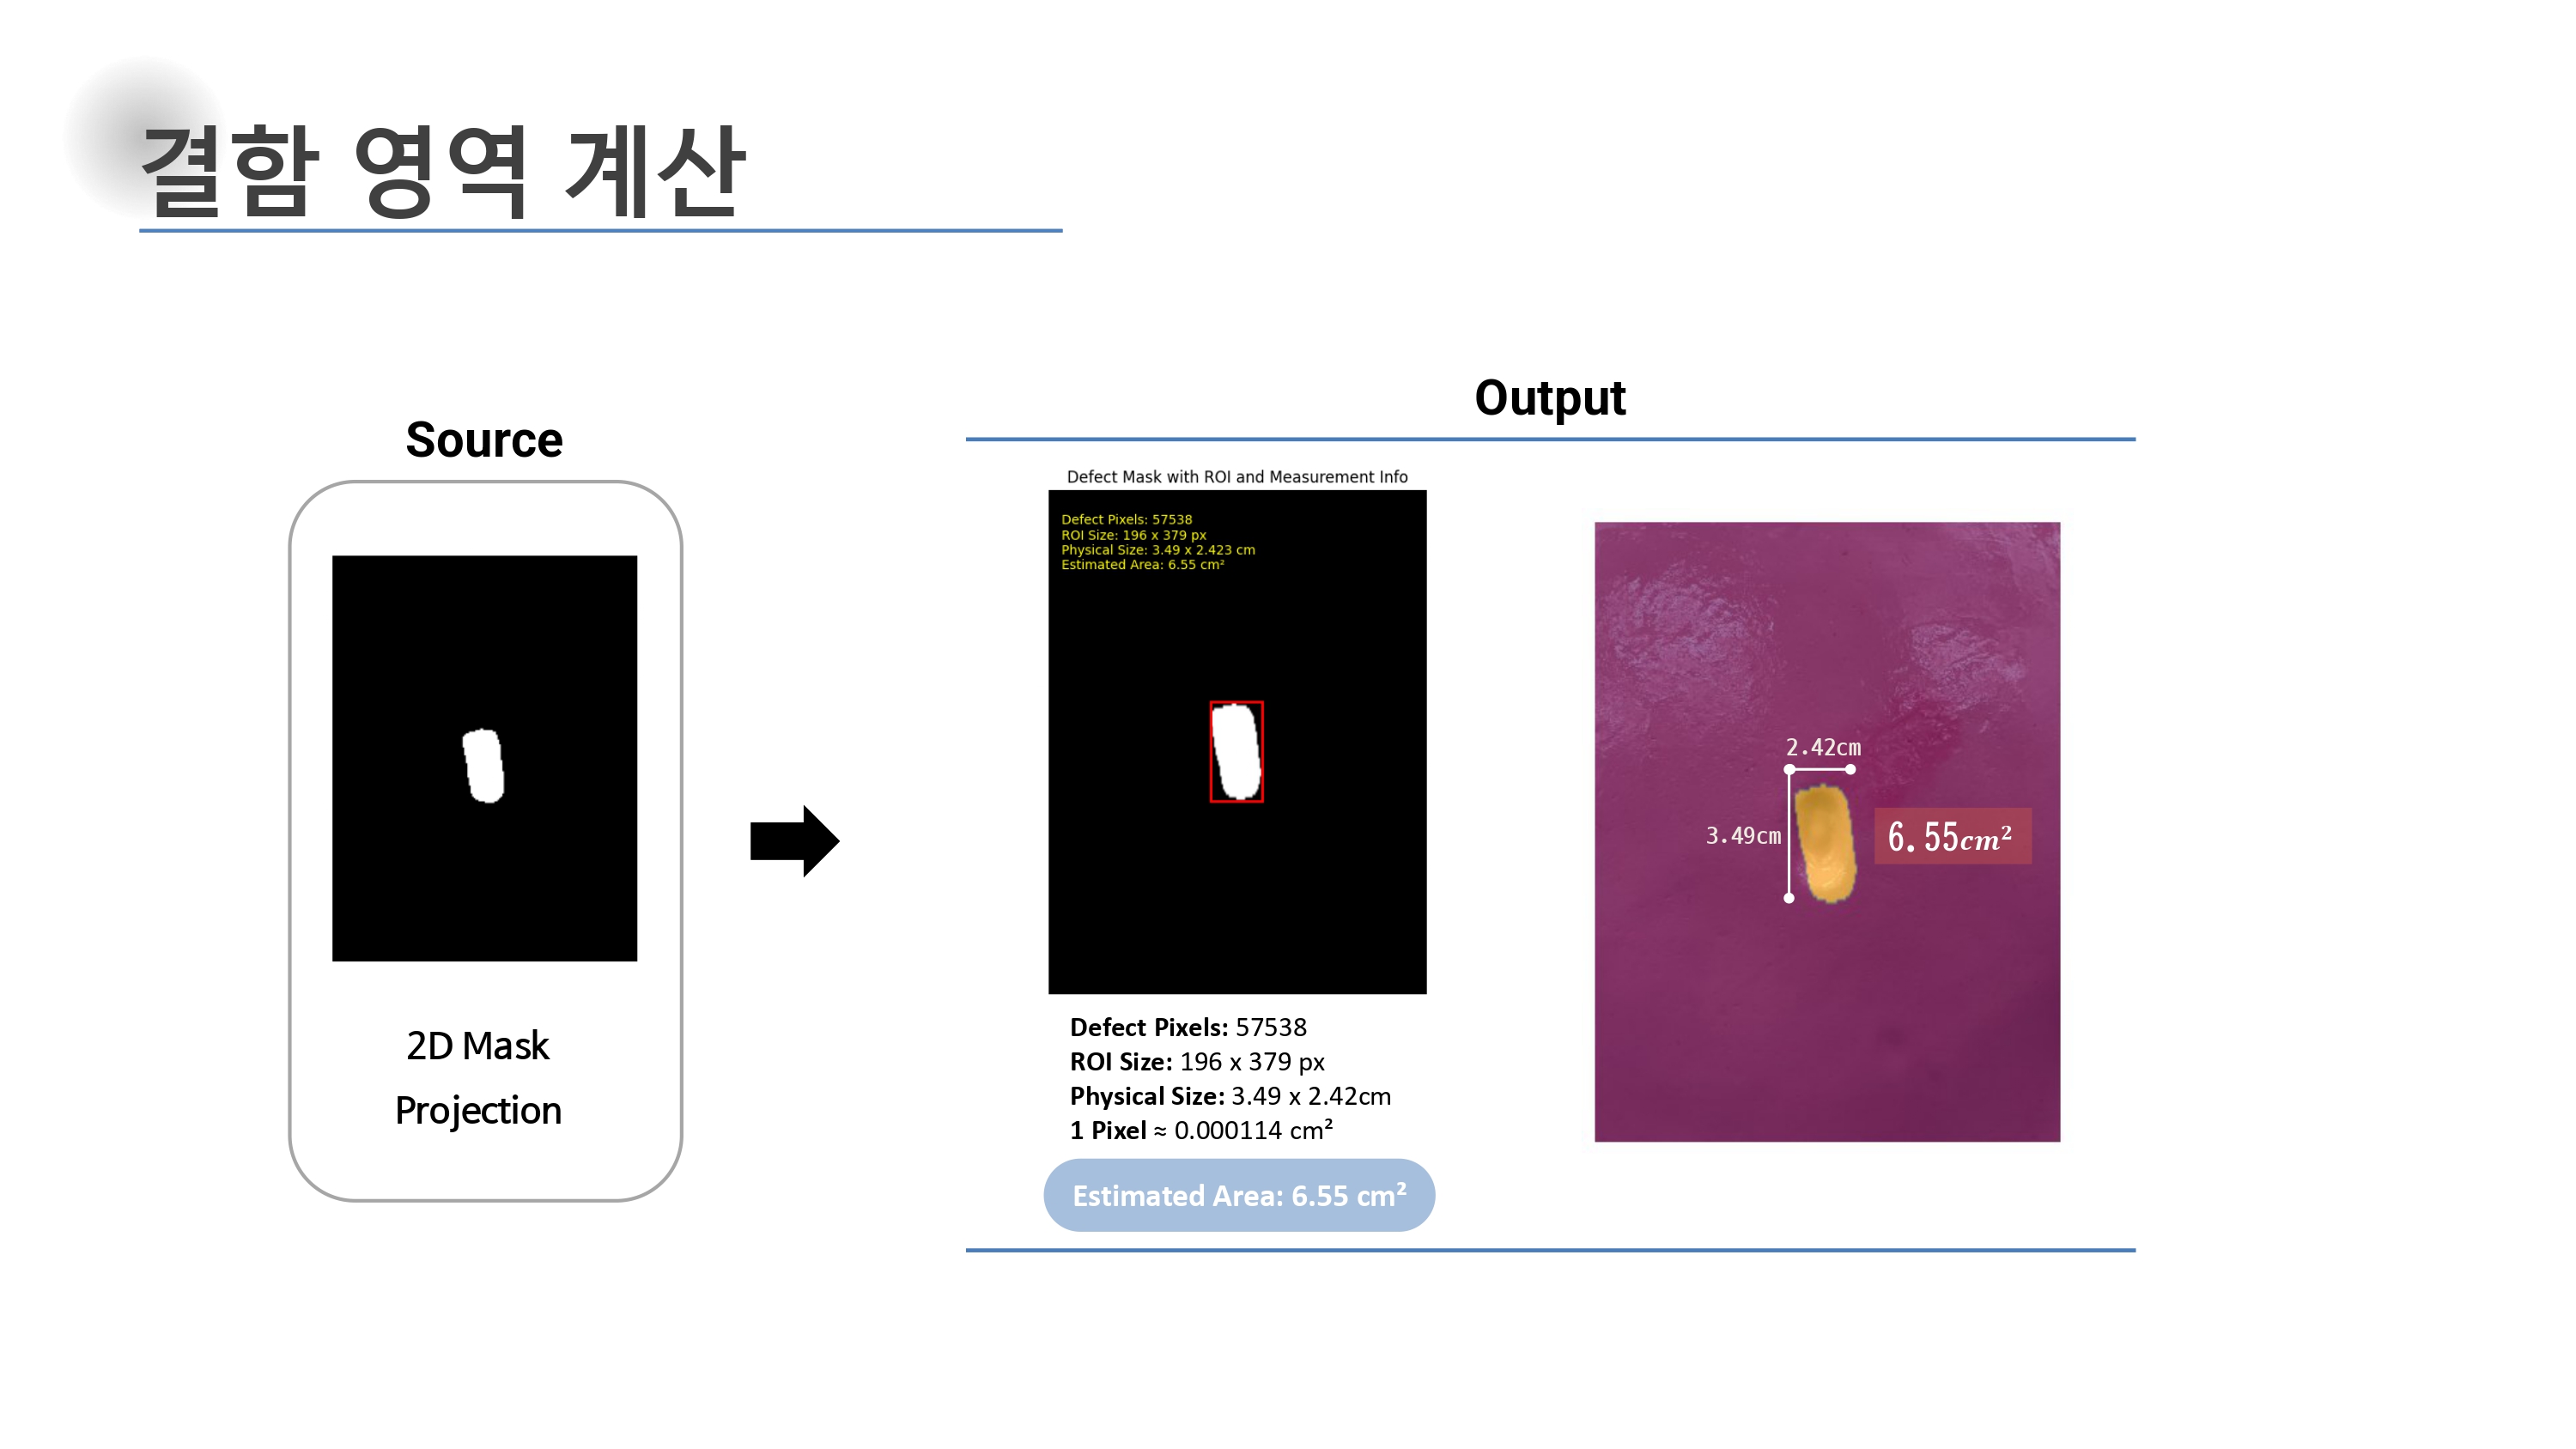 결함 영역 계산
Source
2D Mask
Projection
Output
Defect Mask with ROI and Measurement Info
Defect Pixels: 57538
ROI Size: 196 x 379 px
Physical Size: 3.49 x 2.423 cm
Estimated Area: 6.55 cm²
Defect Pixels: 57538
ROI Size: 196 x 379 px
Physical Size: 3.49 x 2.42cm
1 Pixel ≈ 0.000114 cm²
Estimated Area: 6.55 cm²
2.42cm
3.49cm
6.55cm²